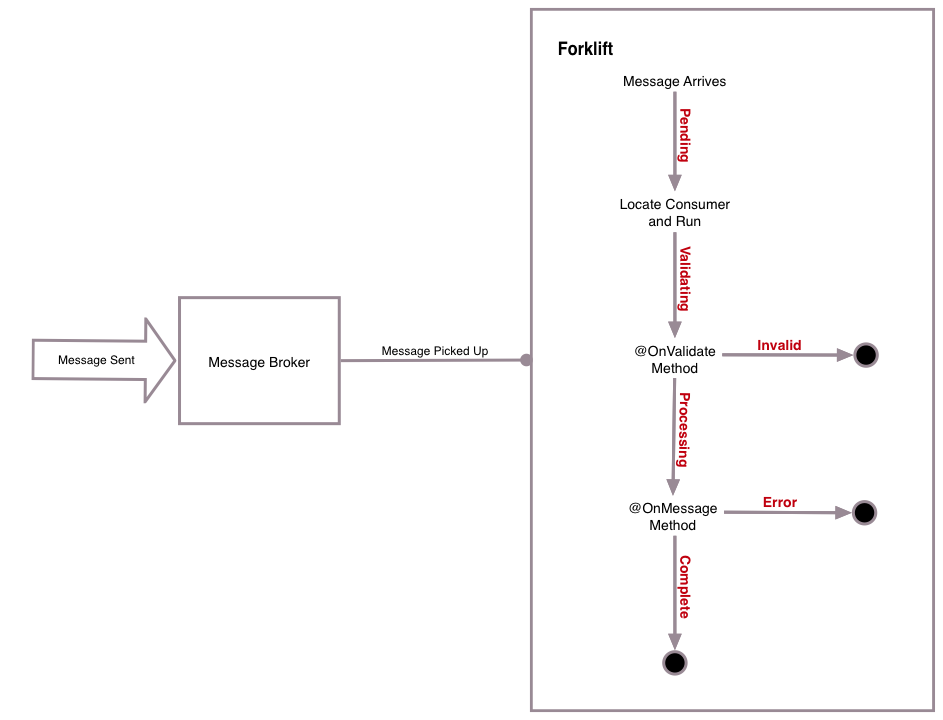 Forklift
Message Arrives
Pending
Locate Consumer
and Run
Validating
@OnValidate
Method
Invalid
Processing
@OnMessage
Method
Error
Complete
Message Sent
Message Broker
Message Picked Up